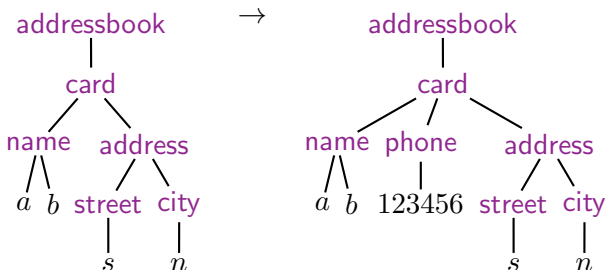 addressbook → addressbook
card card
name address name phone address
a b street city a b 123456 street city
s n s n